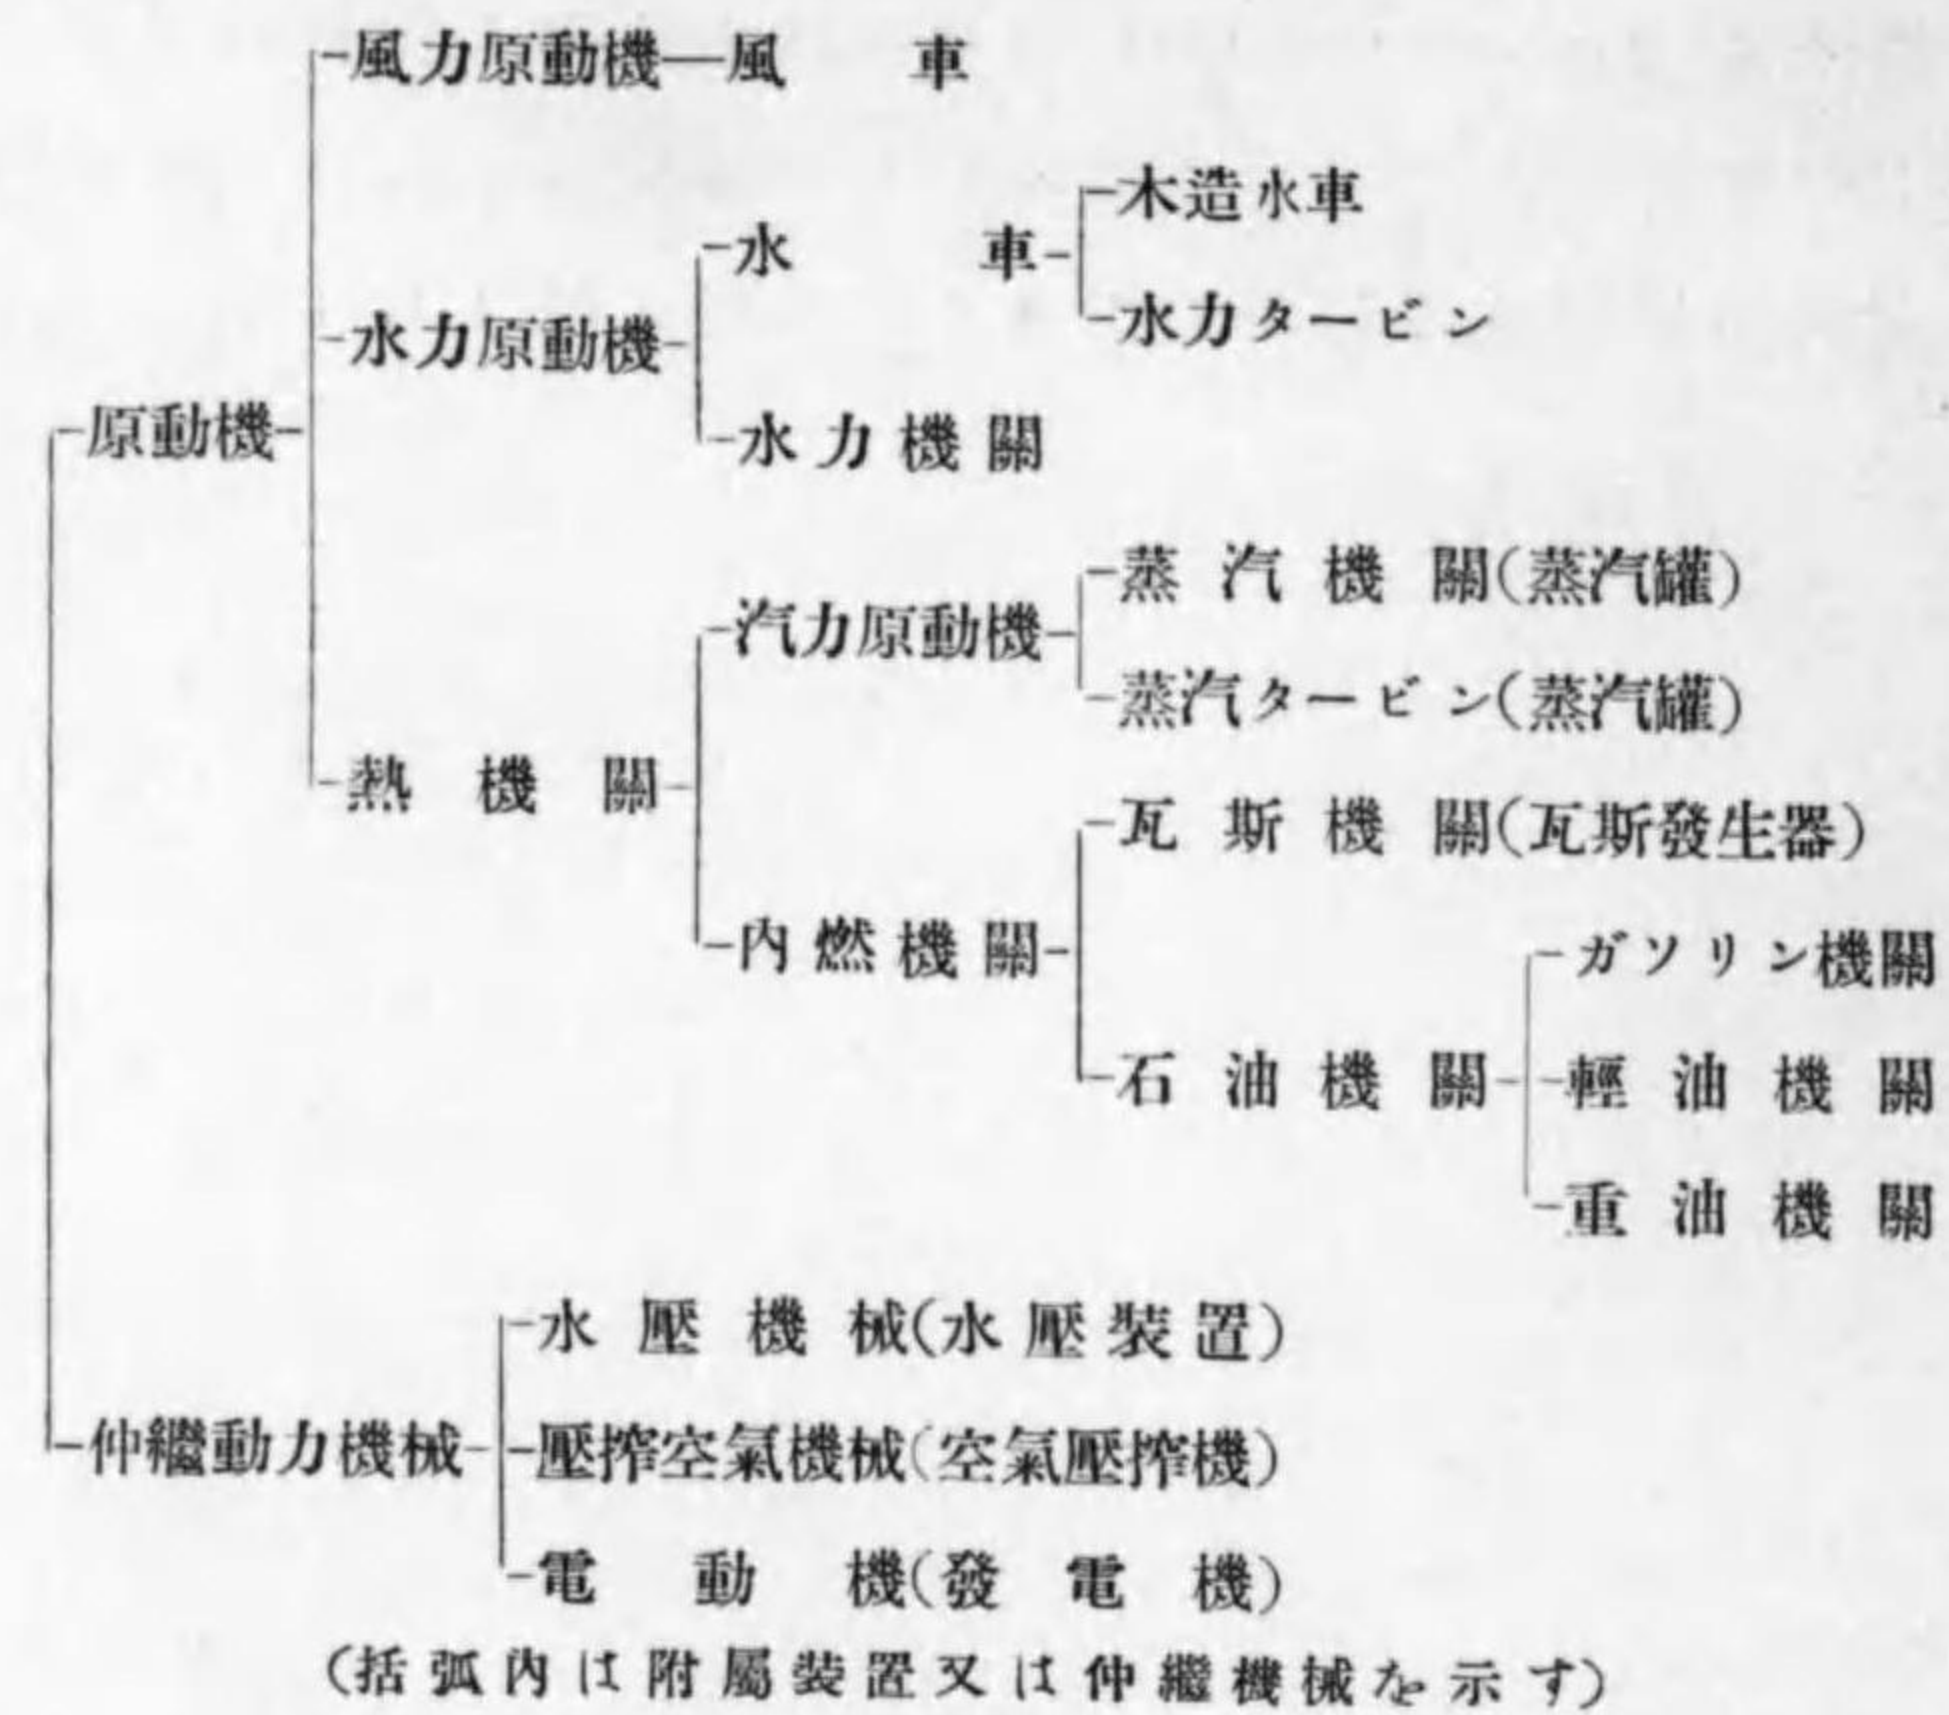 風力原動機—風車
木造水車
水車
水力タービン
水力原動機
原動機
水力機關
蒸汽機關(蒸汽罐)
汽力原動機
蒸汽タービン(蒸汽罐)
熱機關
瓦斯機關(瓦斯發生器)
內燃機關
ガソリン機關
石油機關
輕油機關
重油機關
水壓機械(水壓裝置)
仲繼動力機械
壓搾空氣機械(空氣壓搾機)
電動機(發電機)
(括弧內は附屬裝置又は仲繼機械を示す)